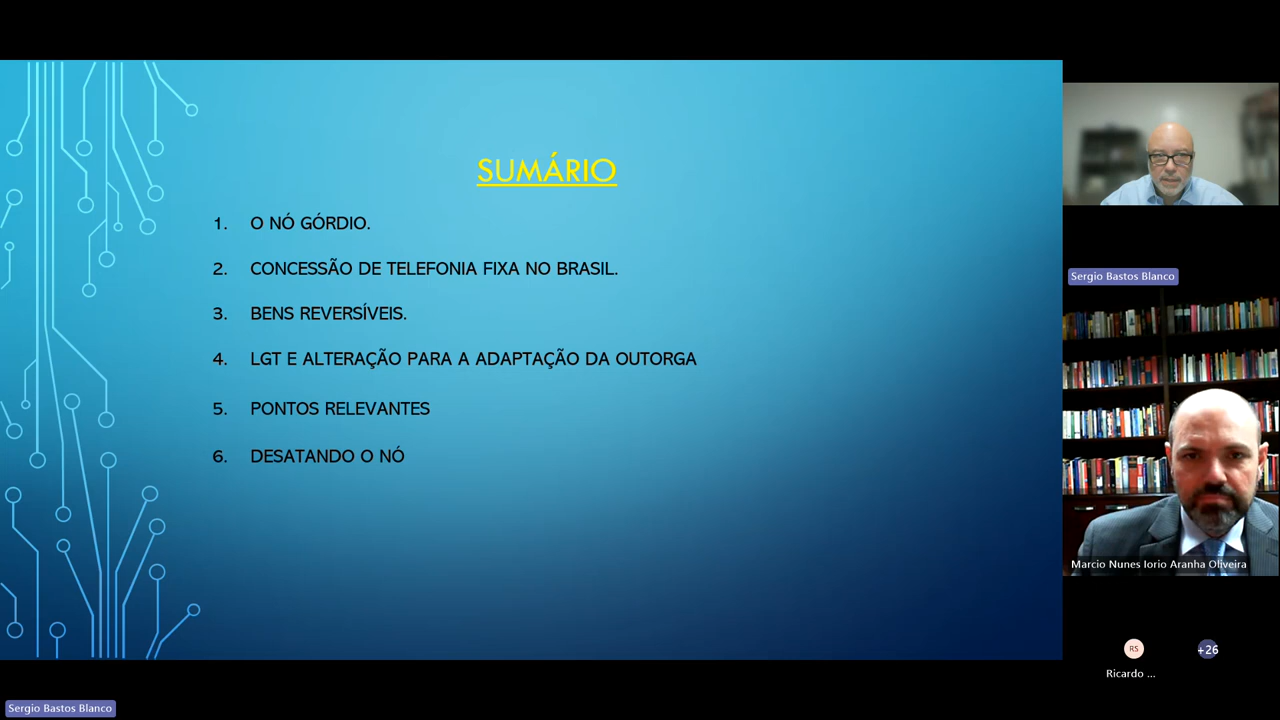 SUMÁRIO
1. O NÓ GÓRDIO.
2. CONCESSÃO DE TELEFONIA FIXA NO BRASIL.
3. BENS REVERSÍVEIS.
4. LGT E ALTERAÇÃO PARA A ADAPTAÇÃO DA OUTORGA
5. PONTOS RELEVANTES
6. DESATANDO O NÓ
Sergio Bastos Blanco
Marcio Nunes Iorio Aranha Oliveira
RS
+26
Ricardo ...
Sergio Bastos Blanco